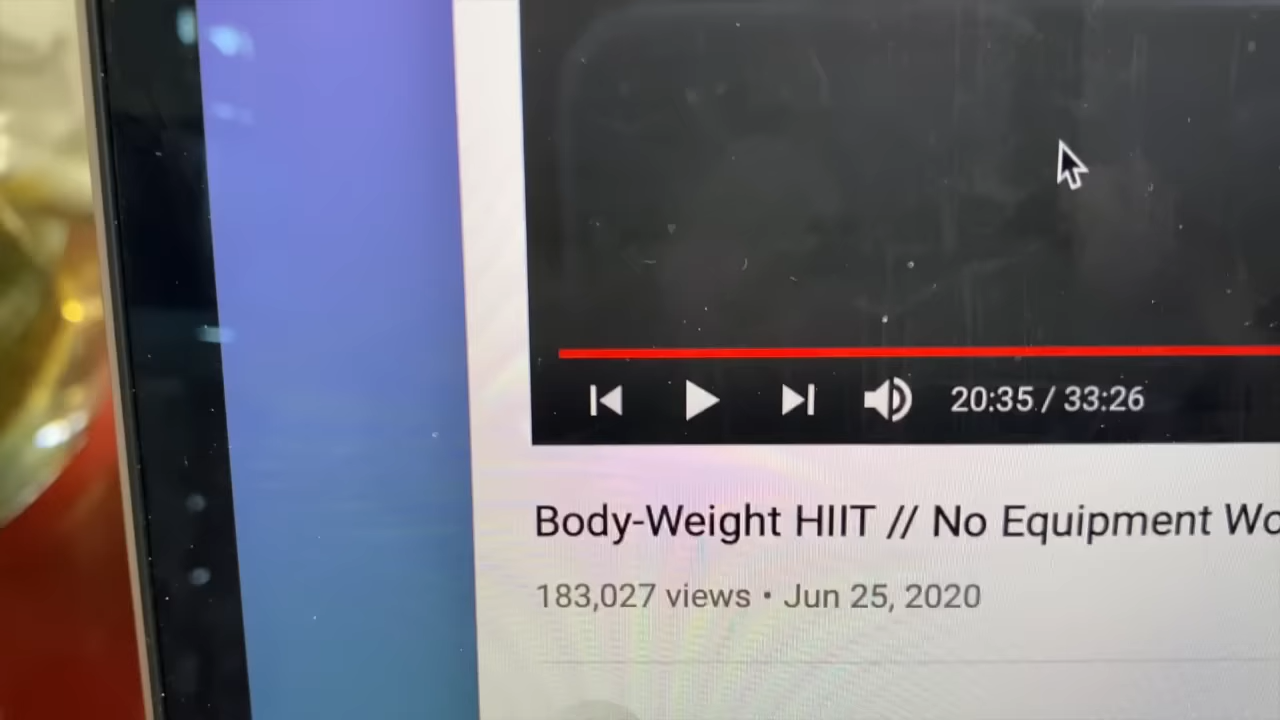 20:35 / 33:26
Body-Weight HIIT // No Equipment
183,027 views • Jun 25, 2020